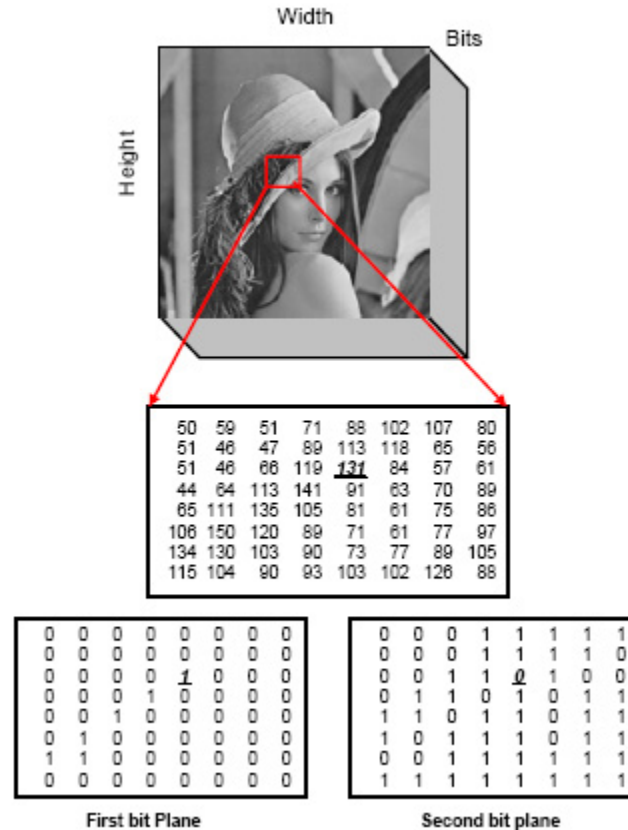 Width
Bits
Height
50 59 51 71 88 102 107 80
51 46 47 89 113 118 65 56
51 46 66 119 131 84 57 61
44 64 113 141 91 63 70 89
65 111 135 105 81 61 75 86
106 150 120 89 71 61 77 97
134 130 103 90 73 77 89 105
115 104 90 93 103 102 126 88
0 0 0 0 0 0 0 0
0 0 0 0 0 0 0 0
0 0 0 0 1 0 0 0
0 0 0 1 0 0 0 0
0 0 1 0 0 0 0 0
0 1 0 0 0 0 0 0
1 1 0 0 0 0 0 0
0 0 0 0 0 0 0 0
First bit Plane
0 0 0 1 1 1 1 1
0 0 0 1 1 1 1 0
0 0 1 1 0 1 0 0
0 1 1 0 1 0 1 1
1 1 0 1 1 0 1 1
1 0 1 1 1 0 1 1
0 0 1 1 1 1 1 1
1 1 1 1 1 1 1 1
Second bit plane